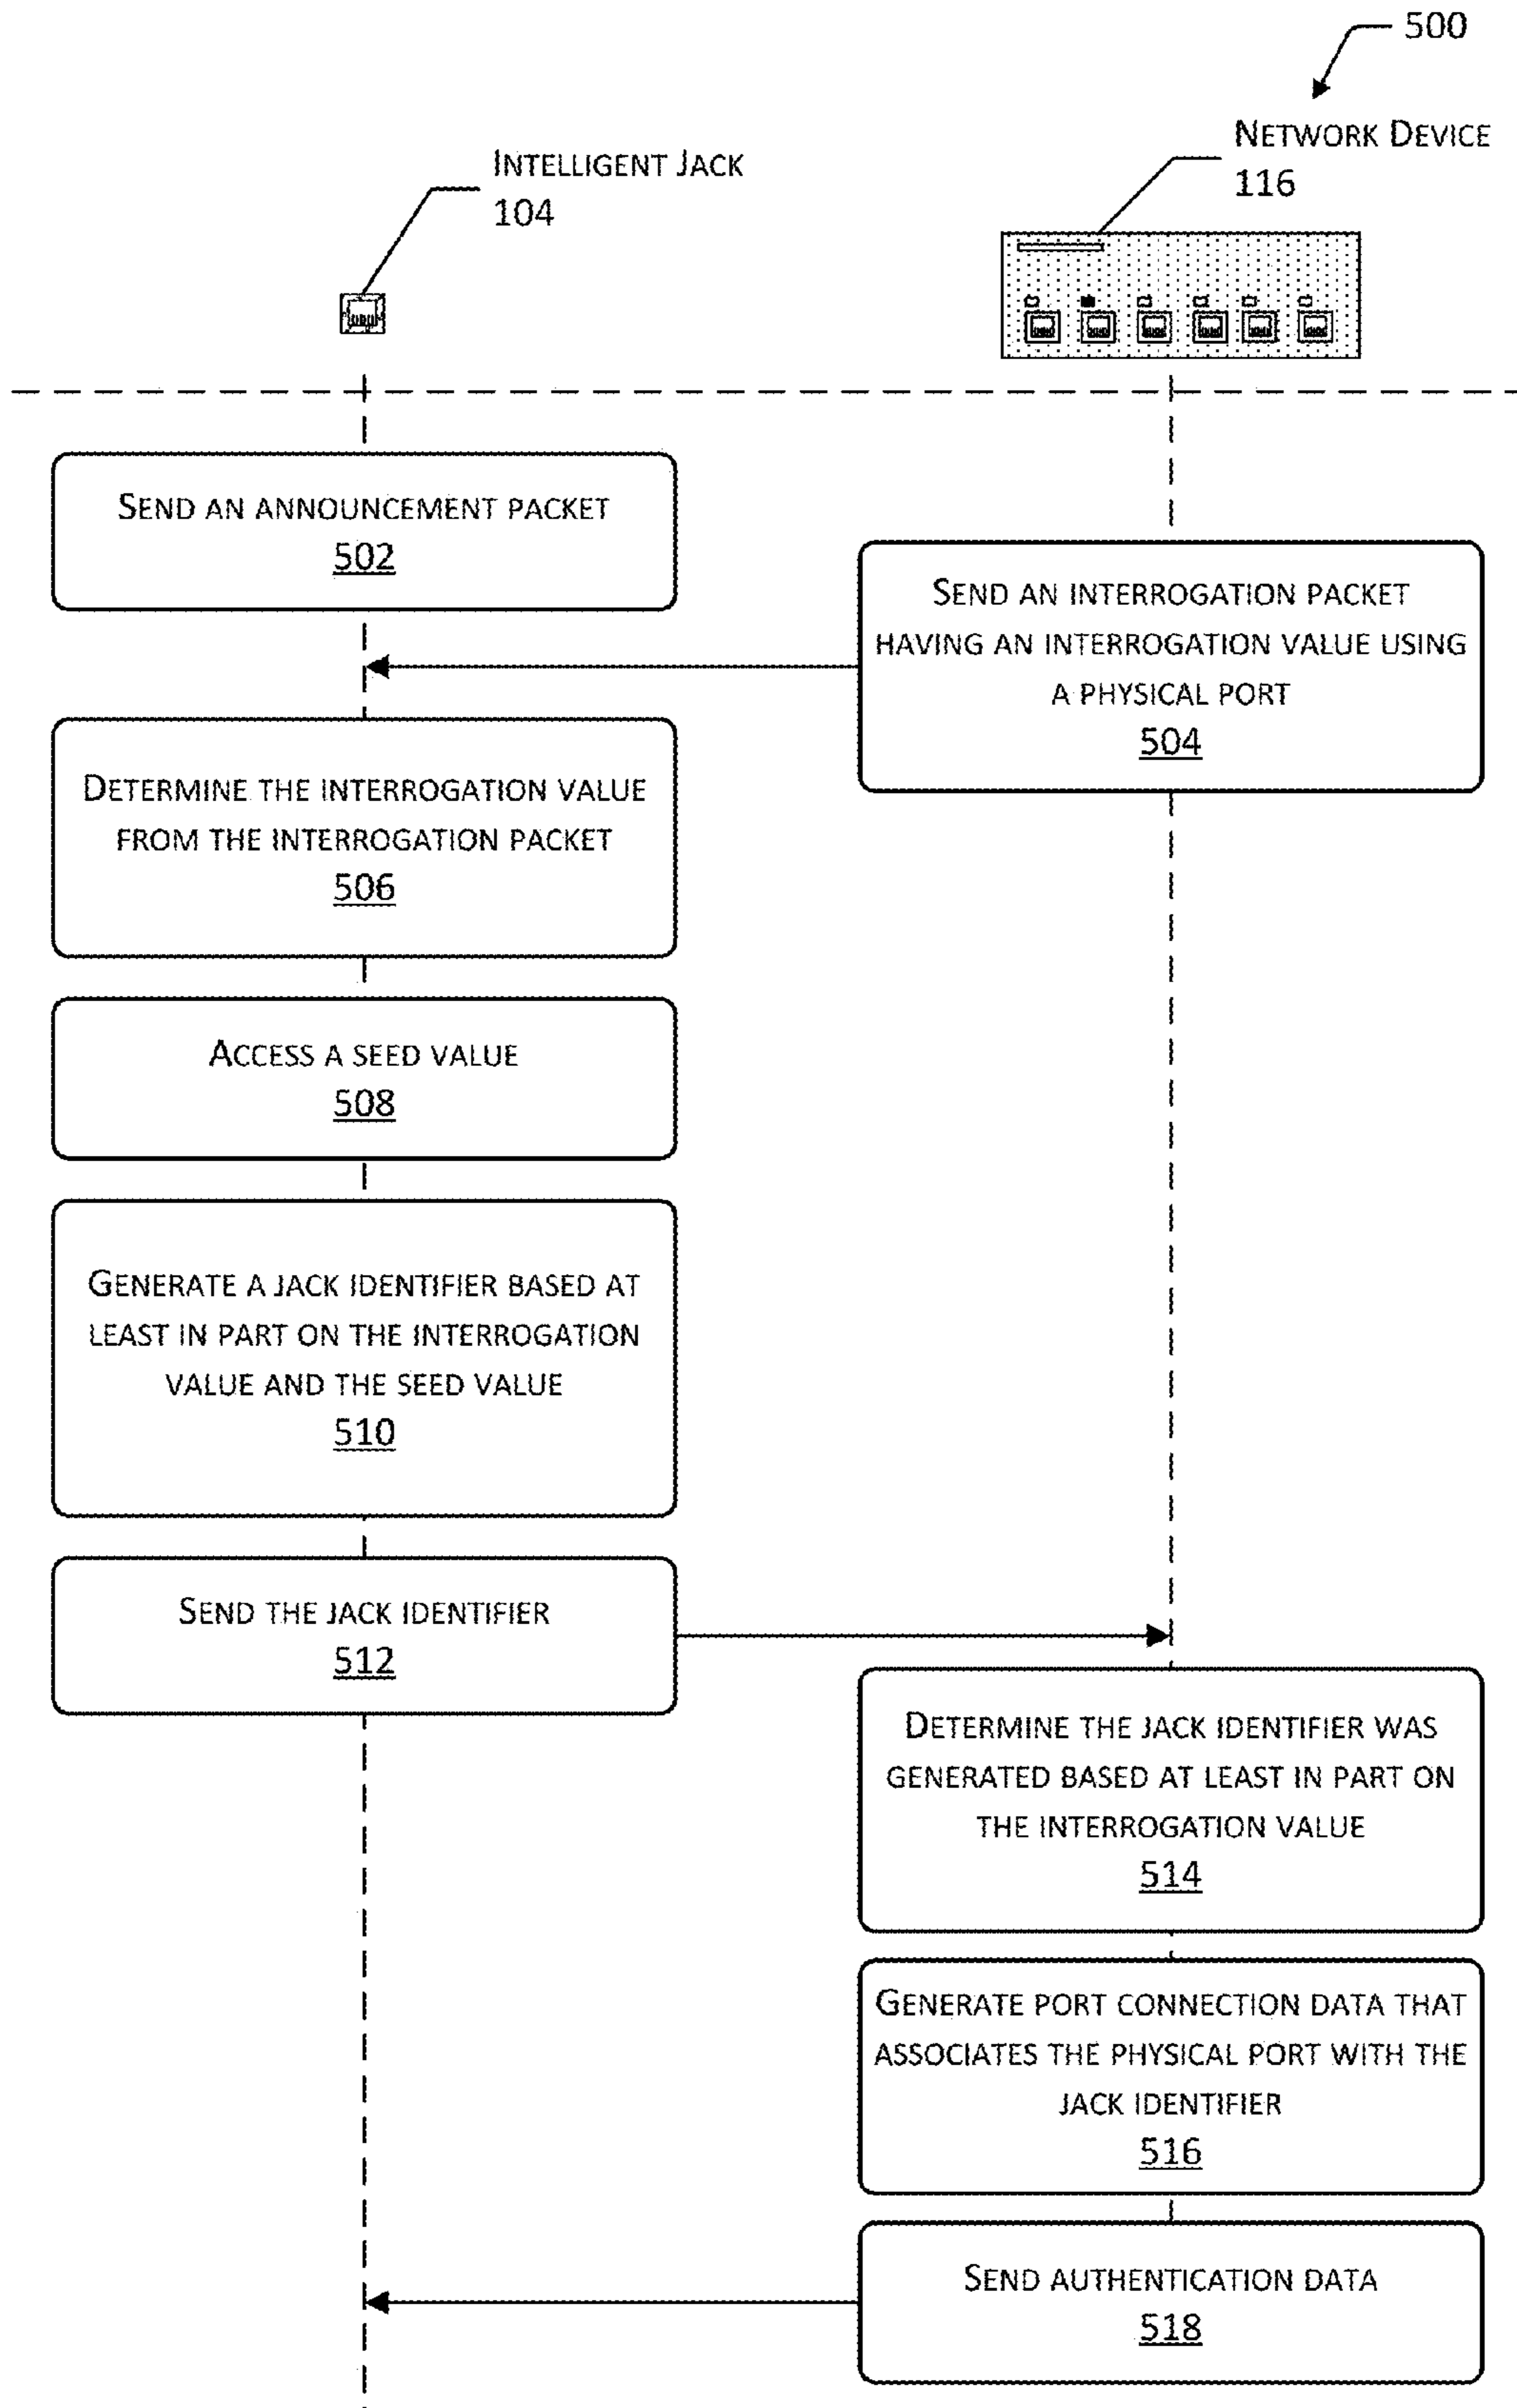 500
NETWORK DEVICE
116
INTELLIGENT JACK
104
SEND AN ANNOUNCEMENT PACKET
502
SEND AN INTERROGATION PACKET
HAVING AN INTERROGATION VALUE USING
A PHYSICAL PORT
504
DETERMINE THE INTERROGATION VALUE
FROM THE INTERROGATION PACKET
506
ACCESS A SEED VALUE
508
GENERATE A JACK IDENTIFIER BASED AT
LEAST IN PART ON THE INTERROGATION
VALUE AND THE SEED VALUE
510
SEND THE JACK IDENTIFIER
512
DETERMINE THE JACK IDENTIFIER WAS
GENERATED BASED AT LEAST IN PART ON
THE INTERROGATION VALUE
514
GENERATE PORT CONNECTION DATA THAT
ASSOCIATES THE PHYSICAL PORT WITH THE
JACK IDENTIFIER
516
SEND AUTHENTICATION DATA
518